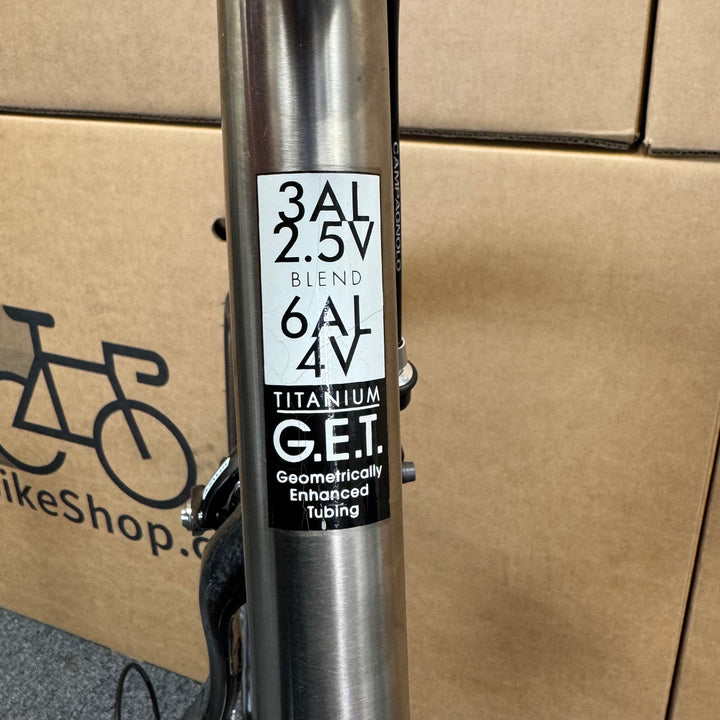 3AL
2.5V
BLEND
6AL
4V
TITANIUM
G.E.T.
Geometrically
Enhanced
Tubing
CAMPAGNOLO
ikeShop.c